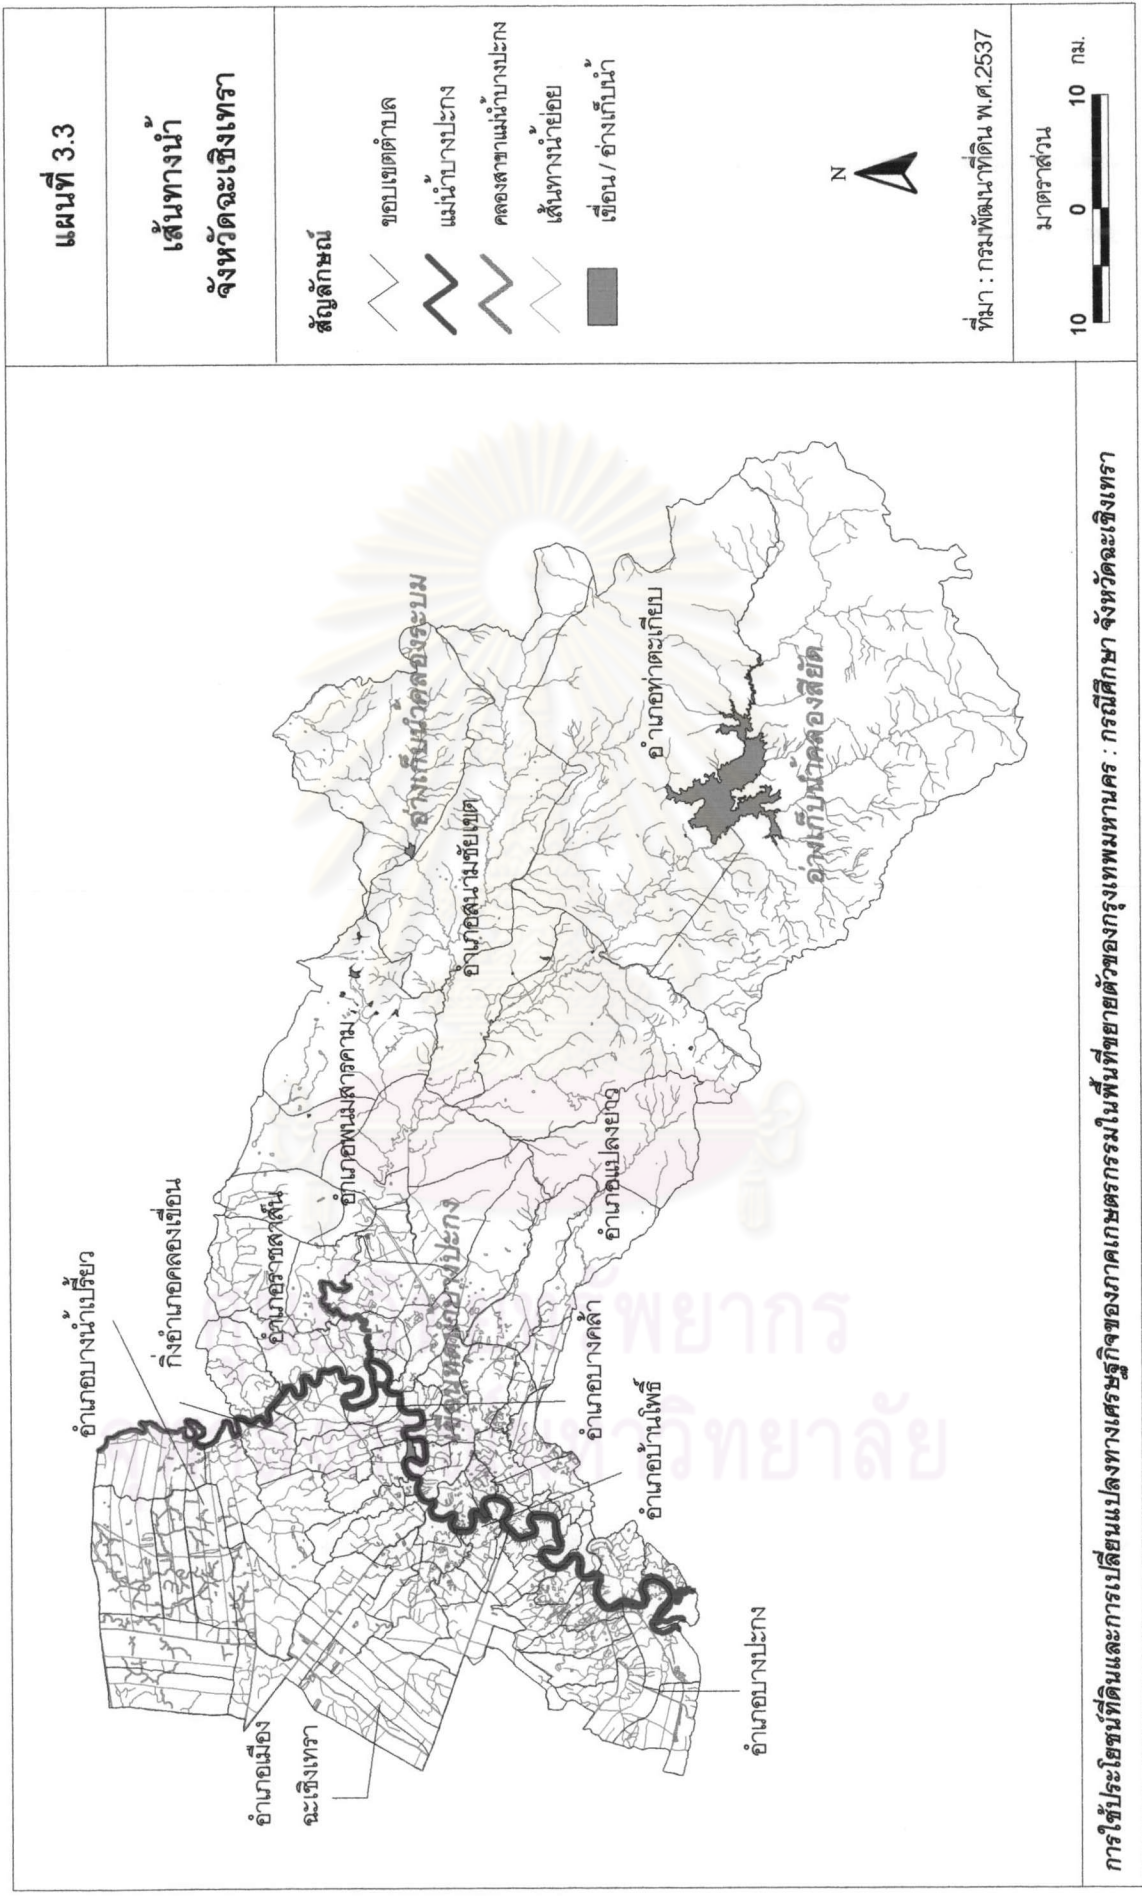 แผนที่ 3.3
เส้นทางน้ำ
จังหวัดฉะเชิงเทรา
สัญลักษณ์
ขอบเขตตำบล
แม่น้ำบางปะกง
คลองสาขาแม่น้ำบางปะกง
เส้นทางน้ำย่อย
เขื่อน / อ่างเก็บน้ำ
N
ที่มา : กรมพัฒนาที่ดิน พ.ศ.2537
มาตราส่วน
10 0 10 กม.
อำเภอบางน้ำเปรี้ยว
กิ่งอำเภอคลองเขื่อน
อำเภอราชสาส์น
อำเภอพนมสารคาม
อ่างเก็บน้ำคลองระบม
อำเภอสนามชัยเขต
อำเภอท่าตะเกียบ
อ่างเก็บน้ำคลองสียัด
อำเภอแปลงยาว
เขื่อนทดน้ำบางปะกง
อำเภอบางคล้า
อำเภอบ้านโพธิ์
อำเภอเมือง
ฉะเชิงเทรา
อำเภอบางปะกง
การใช้ประโยชน์ที่ดินและการเปลี่ยนแปลงทางเศรษฐกิจของภาคเกษตรกรรมในพื้นที่ขยายตัวของกรุงเทพมหานคร : กรณีศึกษา จังหวัดฉะเชิงเทรา